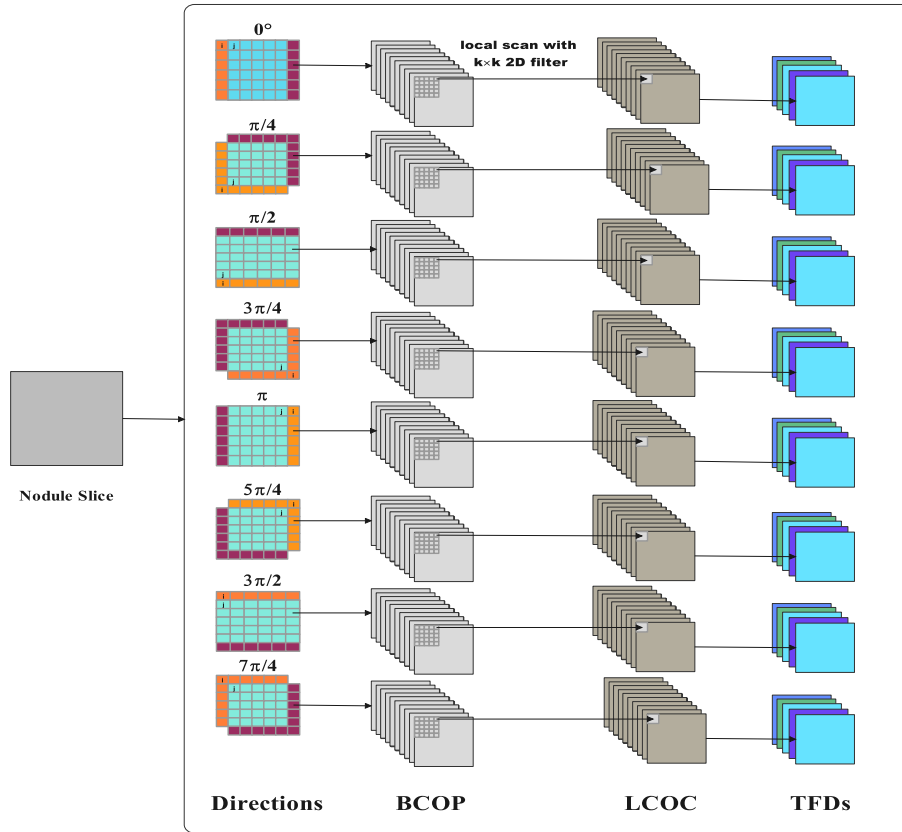 0°
i j
local scan with
k×k 2D filter
π/4
j
i
π/2
j
i
3π/4
j
i
π
j i
Nodule Slice
5π/4
i
j
3π/2
i
j
7π/4
i
j
Directions BCOP LCOC TFDs